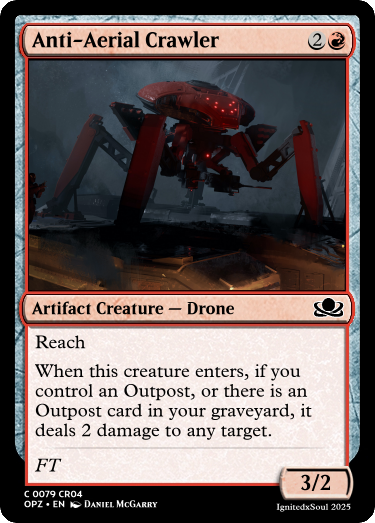 Anti-Aerial Crawler 2
Artifact Creature — Drone
Reach
When this creature enters, if you
control an Outpost, or there is an
Outpost card in your graveyard, it
deals 2 damage to any target.
FT
3/2
C 0079 CR04
OPZ • EN Daniel McGarry
IgnitedxSoul 2025